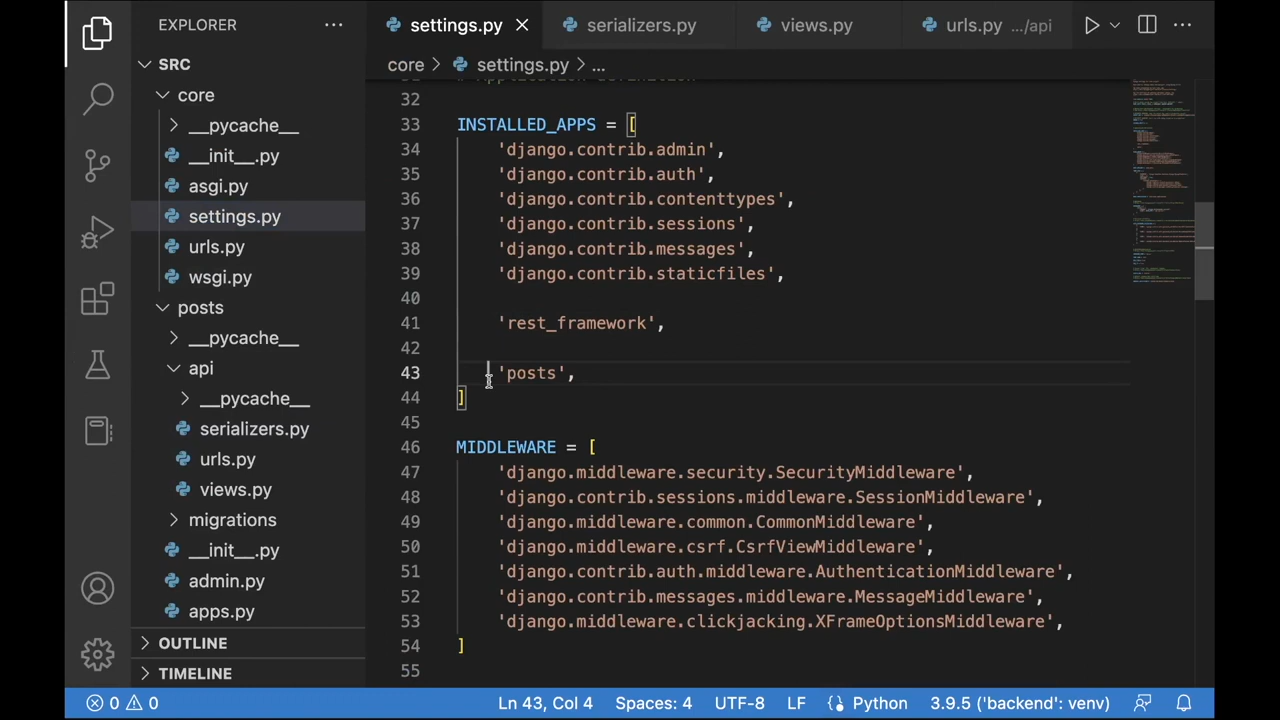 EXPLORER
SRC
core
__pycache__
__init__.py
asgi.py
settings.py
urls.py
wsgi.py
posts
__pycache__
api
__pycache__
serializers.py
urls.py
views.py
migrations
__init__.py
admin.py
apps.py
OUTLINE
TIMELINE
settings.py serializers.py views.py urls.py .../api
core > settings.py > ...
32
33 INSTALLED_APPS = [
34 'django.contrib.admin',
35 'django.contrib.auth',
36 'django.contrib.contenttypes',
37 'django.contrib.sessions',
38 'django.contrib.messages',
39 'django.contrib.staticfiles',
40
41 'rest_framework',
42
43 'posts',
44 ]
45
46 MIDDLEWARE = [
47 'django.middleware.security.SecurityMiddleware',
48 'django.contrib.sessions.middleware.SessionMiddleware',
49 'django.middleware.common.CommonMiddleware',
50 'django.middleware.csrf.CsrfViewMiddleware',
51 'django.contrib.auth.middleware.AuthenticationMiddleware',
52 'django.contrib.messages.middleware.MessageMiddleware',
53 'django.middleware.clickjacking.XFrameOptionsMiddleware',
54 ]
55
0 0 Ln 43, Col 4 Spaces: 4 UTF-8 LF Python 3.9.5 ('backend': venv)